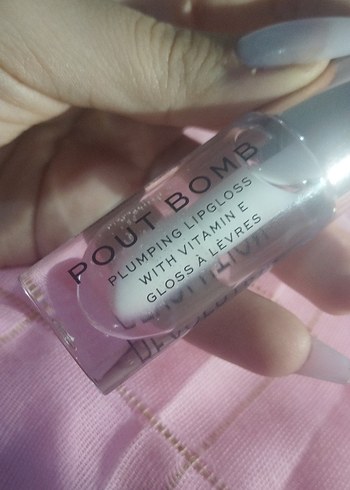 POUT BOMB
PLUMPING LIPGLOSS
WITH VITAMIN E
GLOSS À LÈVRES